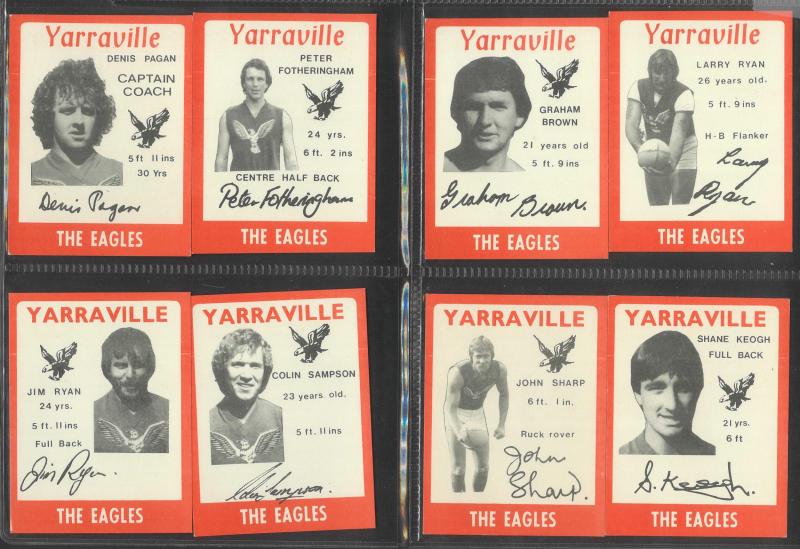 Yarraville
DENIS PAGAN
CAPTAIN
COACH
5ft 11ins
30 Yrs
Denis Pagan
THE EAGLES
Yarraville
PETER
FOTHERINGHAM
24 yrs.
6 ft. 2 ins
CENTRE HALF BACK
Peter Fotheringham
THE EAGLES
Yarraville
GRAHAM
BROWN
21 years old
5 ft. 9 ins
Graham Brown.
THE EAGLES
Yarraville
LARRY RYAN
26 years old.
5 ft. 9 ins
H-B Flanker
Larry
Ryan
THE EAGLES
YARRAVILLE
JIM RYAN
24 yrs.
5 ft. 11 ins
Full Back
Jim Ryan.
THE EAGLES
YARRAVILLE
COLIN SAMPSON
23 years old.
5 ft. 11 ins
Colin Sampson.
THE EAGLES
YARRAVILLE
JOHN SHARP
6 ft. 1 in.
Ruck rover
John
Sharp.
THE EAGLES
YARRAVILLE
SHANE KEOGH
FULL BACK
21 yrs.
6 ft
S. Keogh.
THE EAGLES